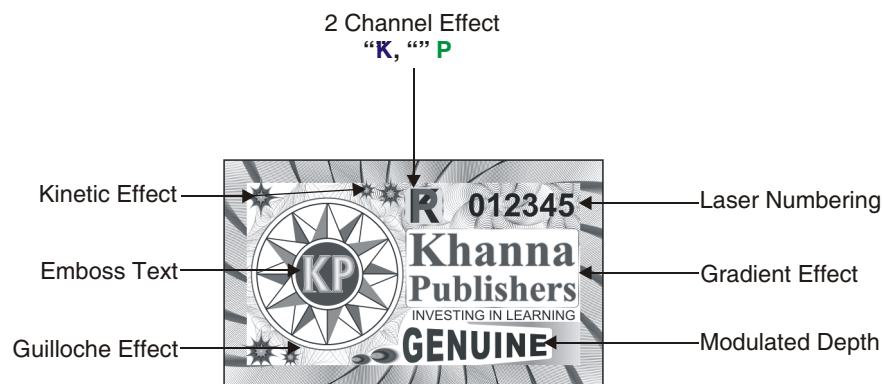 2 Channel Effect
“K, “” P
Kinetic Effect
Laser Numbering
K 012345
Emboss Text
KP
Khanna
Publishers
Gradient Effect
INVESTING IN LEARNING
Guilloche Effect
GENUINE
Modulated Depth